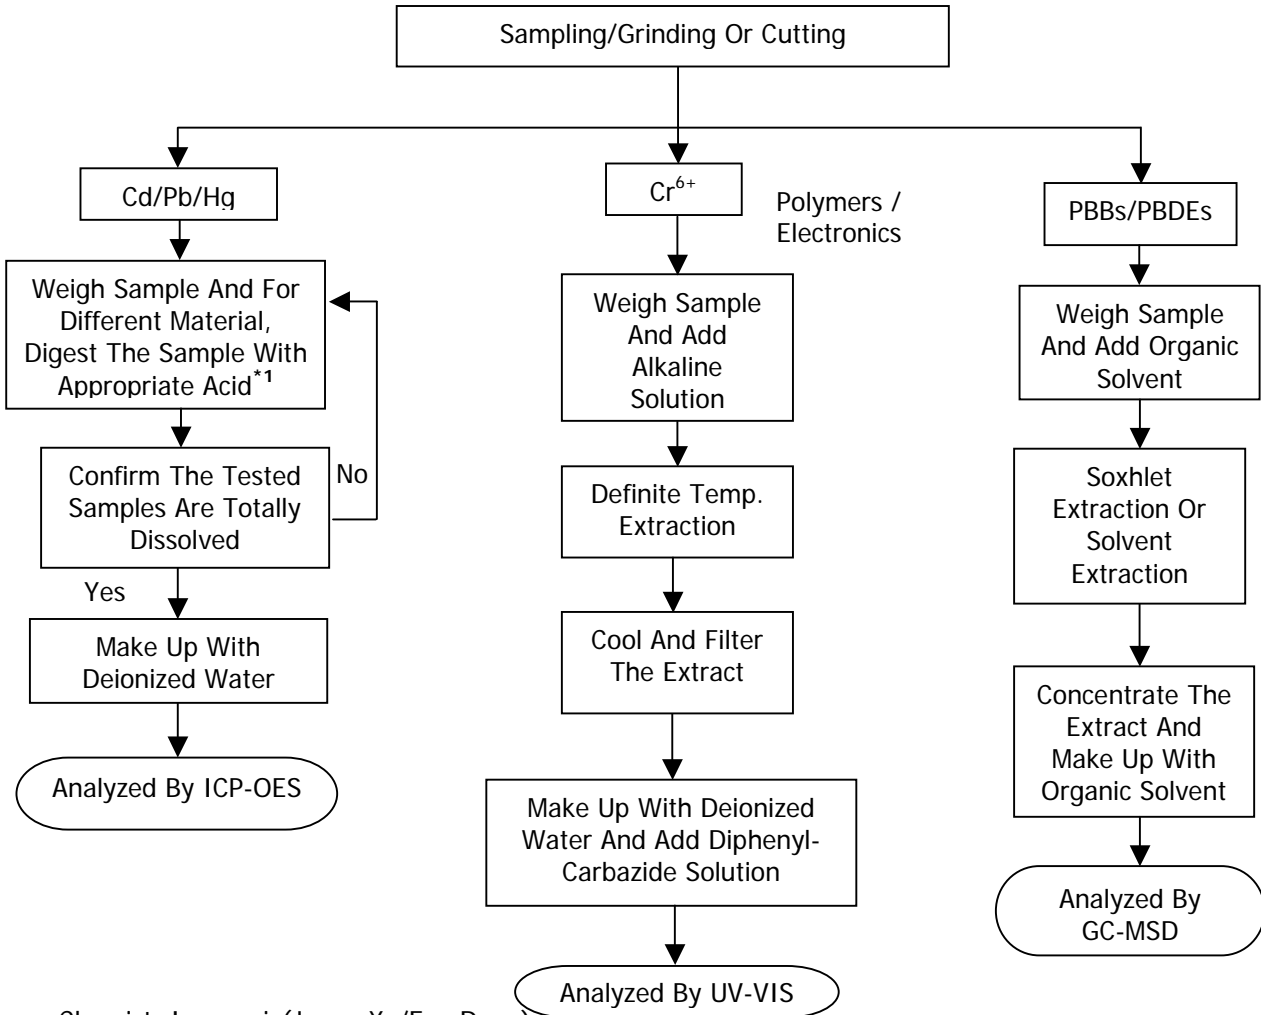 Sampling/Grinding Or Cutting
Cd/Pb/Hg
Weigh Sample And For
Different Material,
Digest The Sample With
Appropriate Acid*1
Confirm The Tested
Samples Are Totally
Dissolved
No
Yes
Make Up With
Deionized Water
Analyzed By ICP-OES
Cr6+
Polymers /
Electronics
Weigh Sample
And Add
Alkaline
Solution
Definite Temp.
Extraction
Cool And Filter
The Extract
Make Up With Deionized
Water And Add Diphenyl-
Carbazide Solution
Analyzed By UV-VIS
PBBs/PBDEs
Weigh Sample
And Add Organic
Solvent
Soxhlet
Extraction Or
Solvent
Extraction
Concentrate The
Extract And
Make Up With
Organic Solvent
Analyzed By
GC-MSD